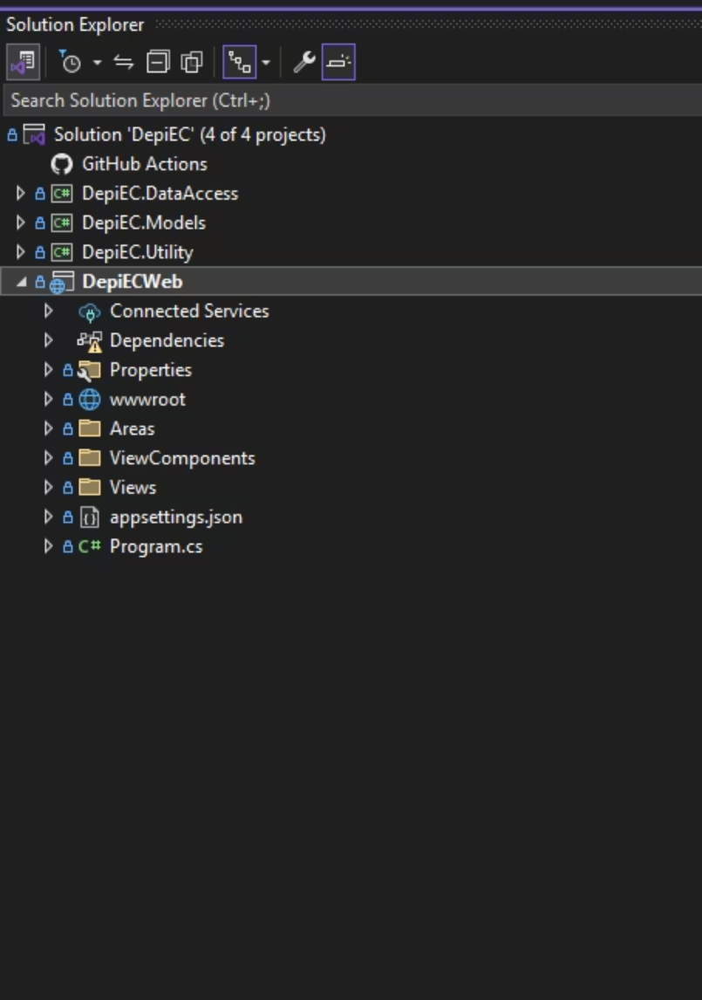 Solution Explorer
Search Solution Explorer (Ctrl+;)
Solution 'DepiEC' (4 of 4 projects)
GitHub Actions
C# DepiEC.DataAccess
C# DepiEC.Models
C# DepiEC.Utility
DepiECWeb
Connected Services
Dependencies
Properties
wwwroot
Areas
ViewComponents
Views
{} appsettings.json
C# Program.cs